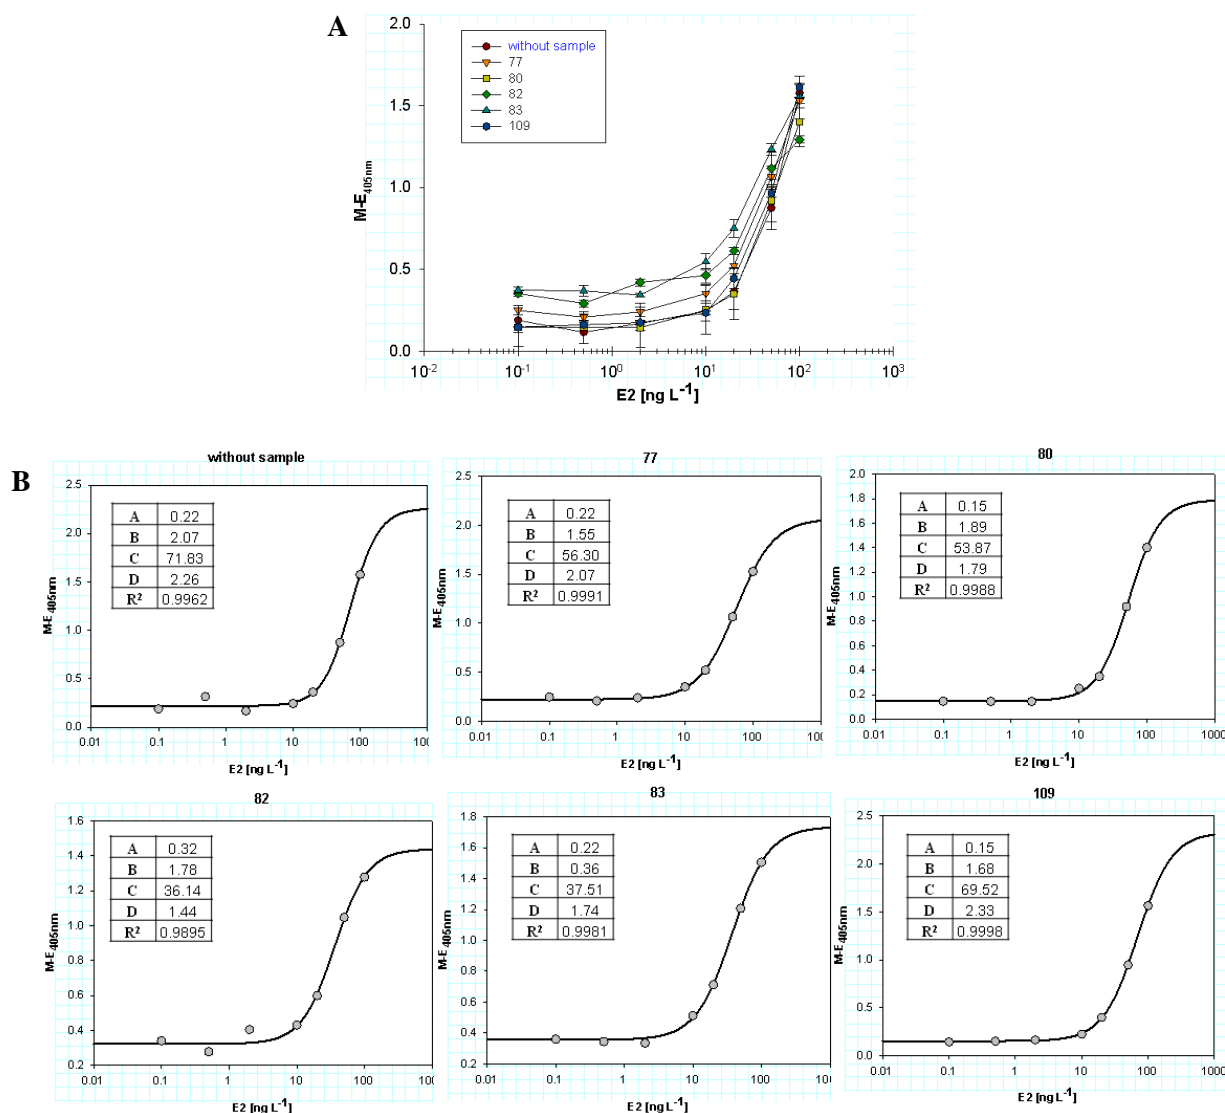 A
2.0
1.5
1.0
0.5
0.0
M-E405nm
without sample
77
80
82
83
109
10-2 10-1 100 101 102 103
E2 [ng L-1]
B
without sample
2.5
2.0
1.5
1.0
0.5
0.0
M-E405nm
A 0.22
B 2.07
C 71.83
D 2.26
R² 0.9962
0.01 0.1 1 10 100 100
E2 [ng L-1]
77
2.5
2.0
1.5
1.0
0.5
0.0
M-E405nm
A 0.22
B 1.55
C 56.30
D 2.07
R² 0.9991
0.01 0.1 1 10 100 100
E2 [ng L-1]
80
2.0
1.8
1.6
1.4
1.2
1.0
0.8
0.6
0.4
0.2
0.0
M-E405nm
A 0.15
B 1.89
C 53.87
D 1.79
R² 0.9988
0.01 0.1 1 10 100 1000
E2 [ng L-1]
82
1.6
1.4
1.2
1.0
0.8
0.6
0.4
0.2
M-E405nm
A 0.32
B 1.78
C 36.14
D 1.44
R² 0.9895
0.01 0.1 1 10 100 1000
E2 [ng L-1]
83
1.8
1.6
1.4
1.2
1.0
0.8
0.6
0.4
0.2
M-E405nm
A 0.22
B 0.36
C 37.51
D 1.74
R² 0.9981
0.01 0.1 1 10 100 1000
E2 [ng L-1]
109
2.5
2.0
1.5
1.0
0.5
0.0
M-E405nm
A 0.15
B 1.68
C 69.52
D 2.33
R² 0.9998
0.01 0.1 1 10 100 1000
E2 [ng L-1]